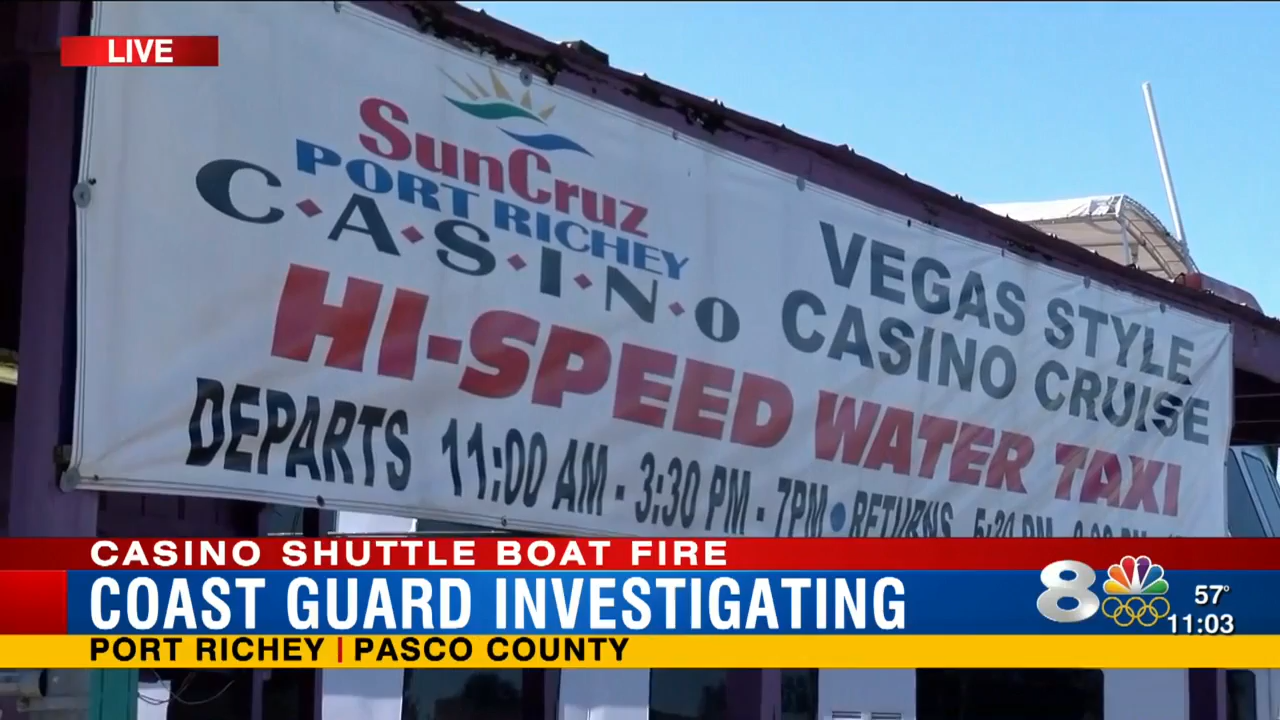 LIVE
SunCruz
PORT RICHEY
C·A·S·I·N·O
VEGAS STYLE
CASINO CRUISE
HI-SPEED WATER TAXI
DEPARTS 11:00 AM - 3:30 PM - 7PM • RETURNS
CASINO SHUTTLE BOAT FIRE
COAST GUARD INVESTIGATING
PORT RICHEY | PASCO COUNTY
8
57°
11:03